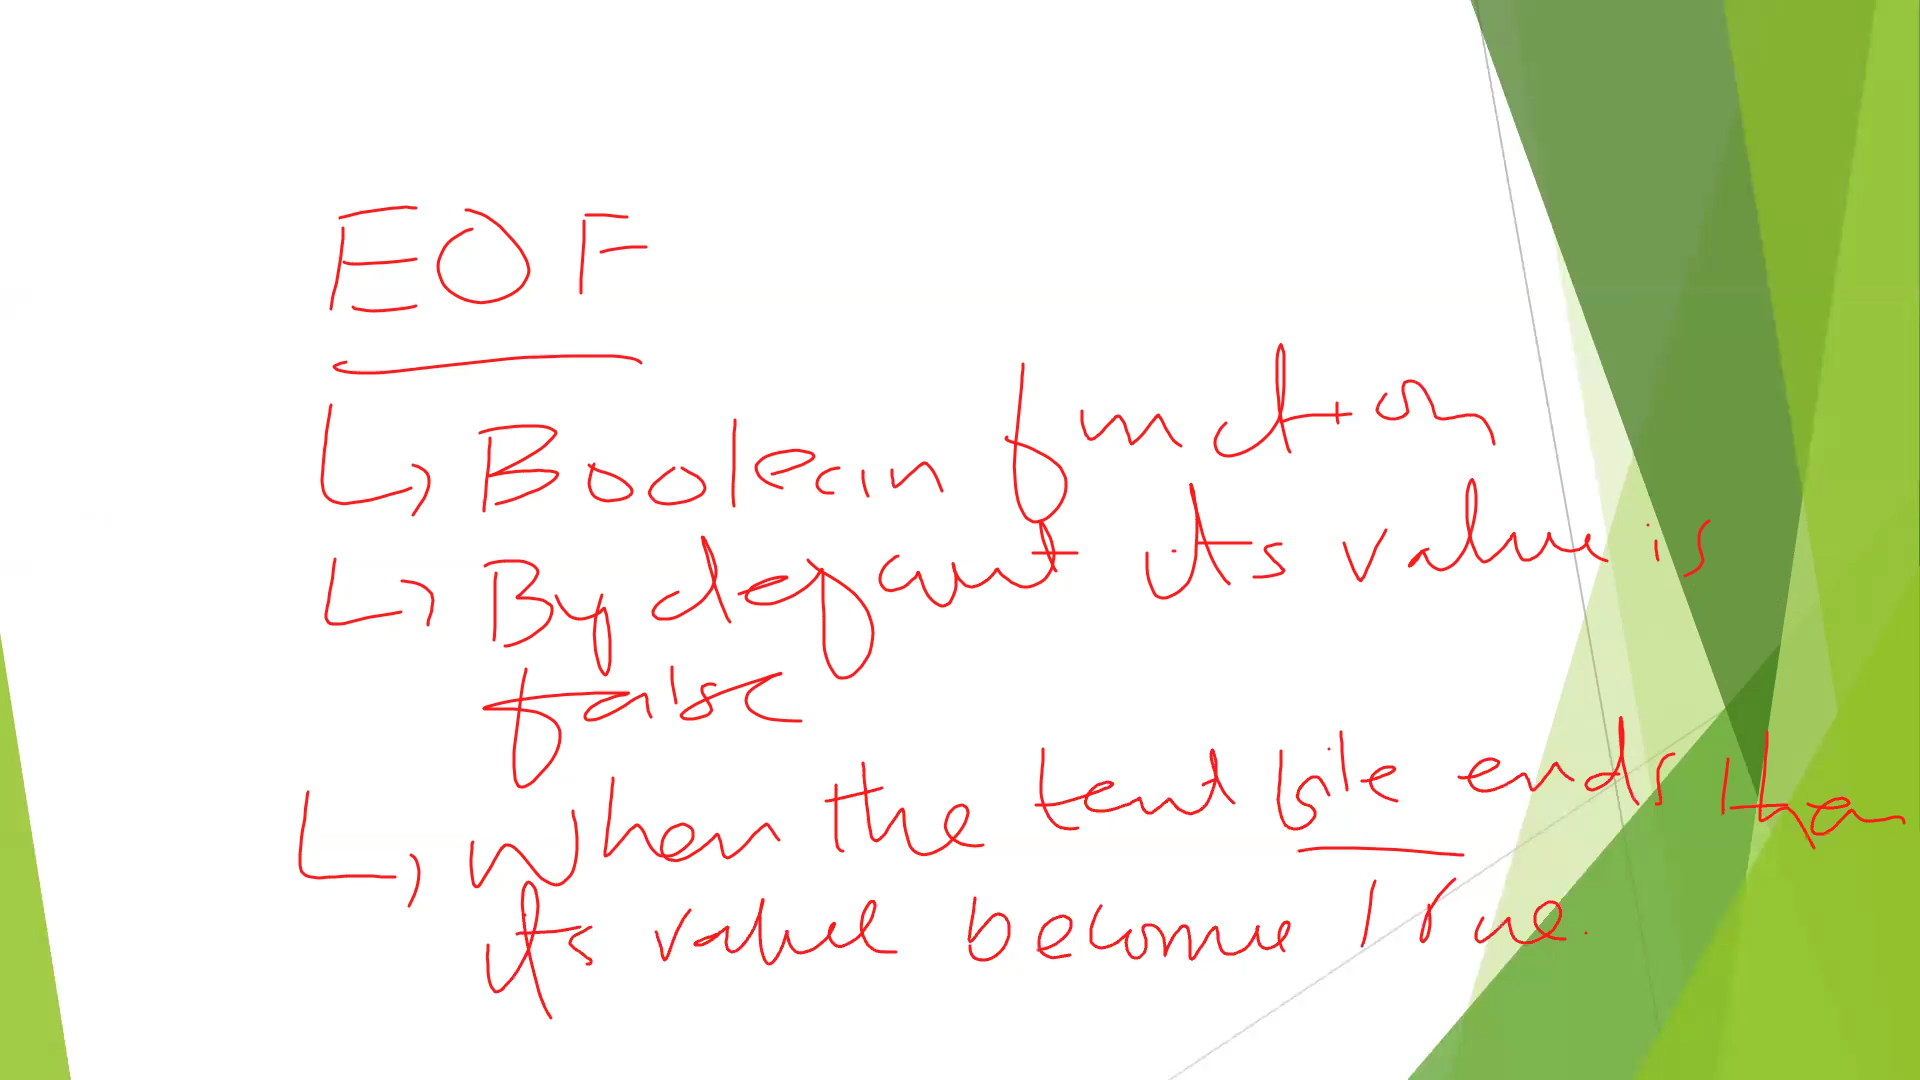 EOF
↳ Boolean function
↳ By default its value is
false
↳ When the text file ends then
its value become True.